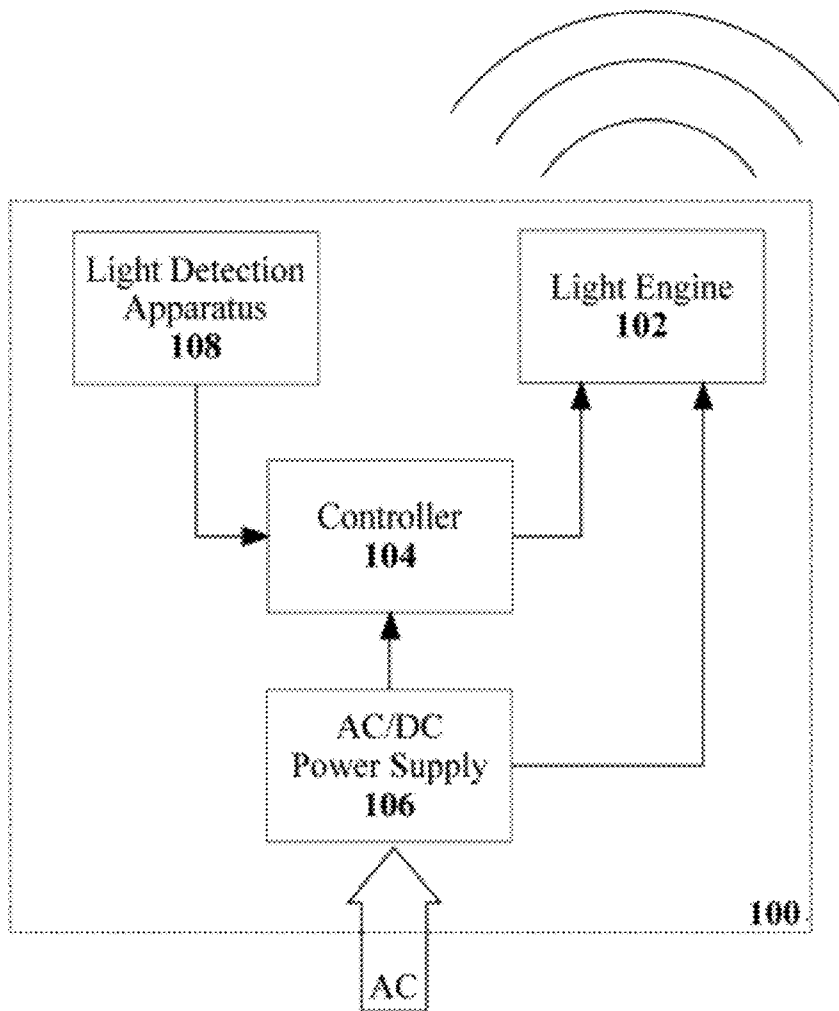 Light Detection
Apparatus
108
Light Engine
102
Controller
104
AC/DC
Power Supply
106
100
AC